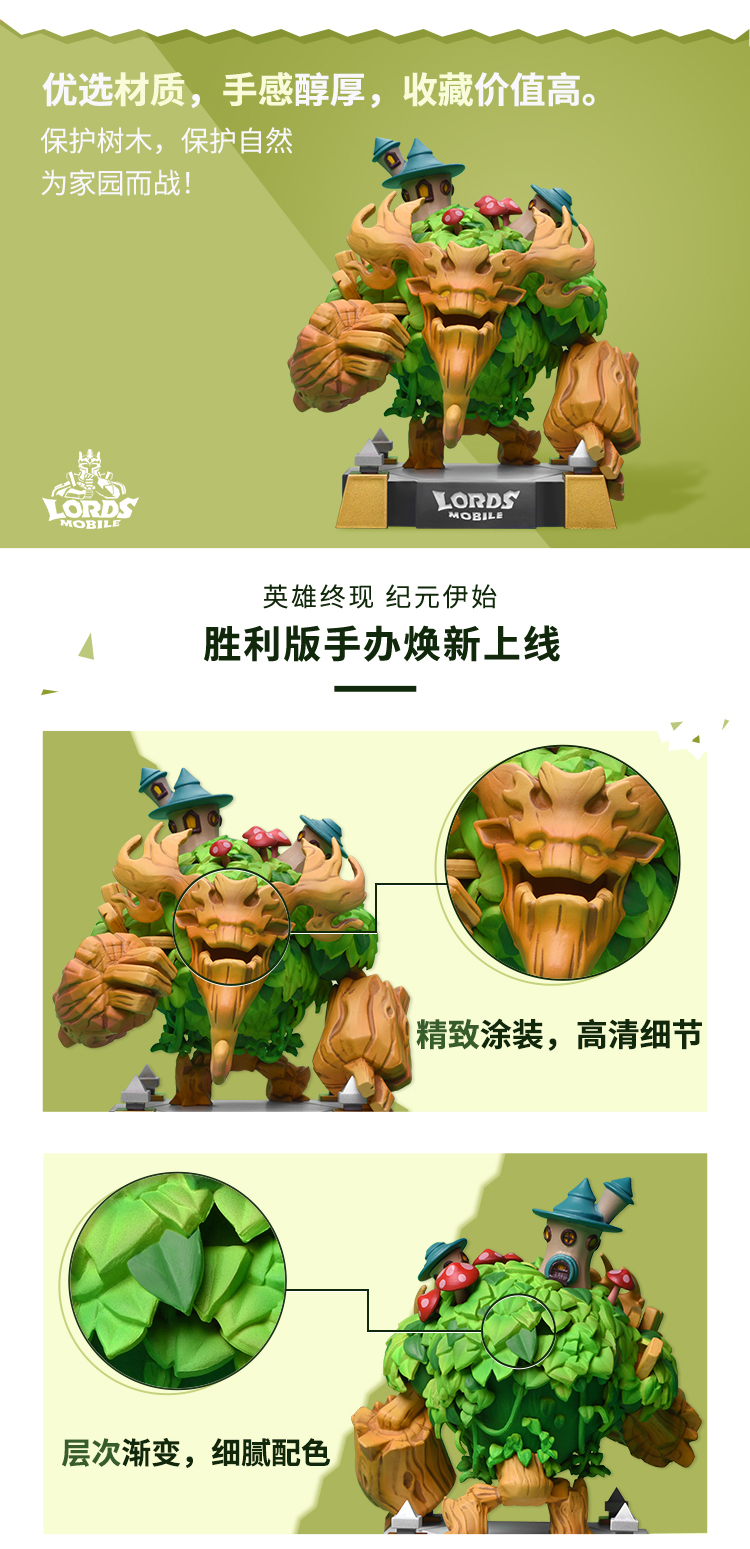 优选材质，手感醇厚，收藏价值高。
保护树木，保护自然
为家园而战！
LORDS
MOBILE
LORDS
MOBILE
英雄终现 纪元伊始
胜利版手办焕新上线
精致涂装，高清细节
层次渐变，细腻配色